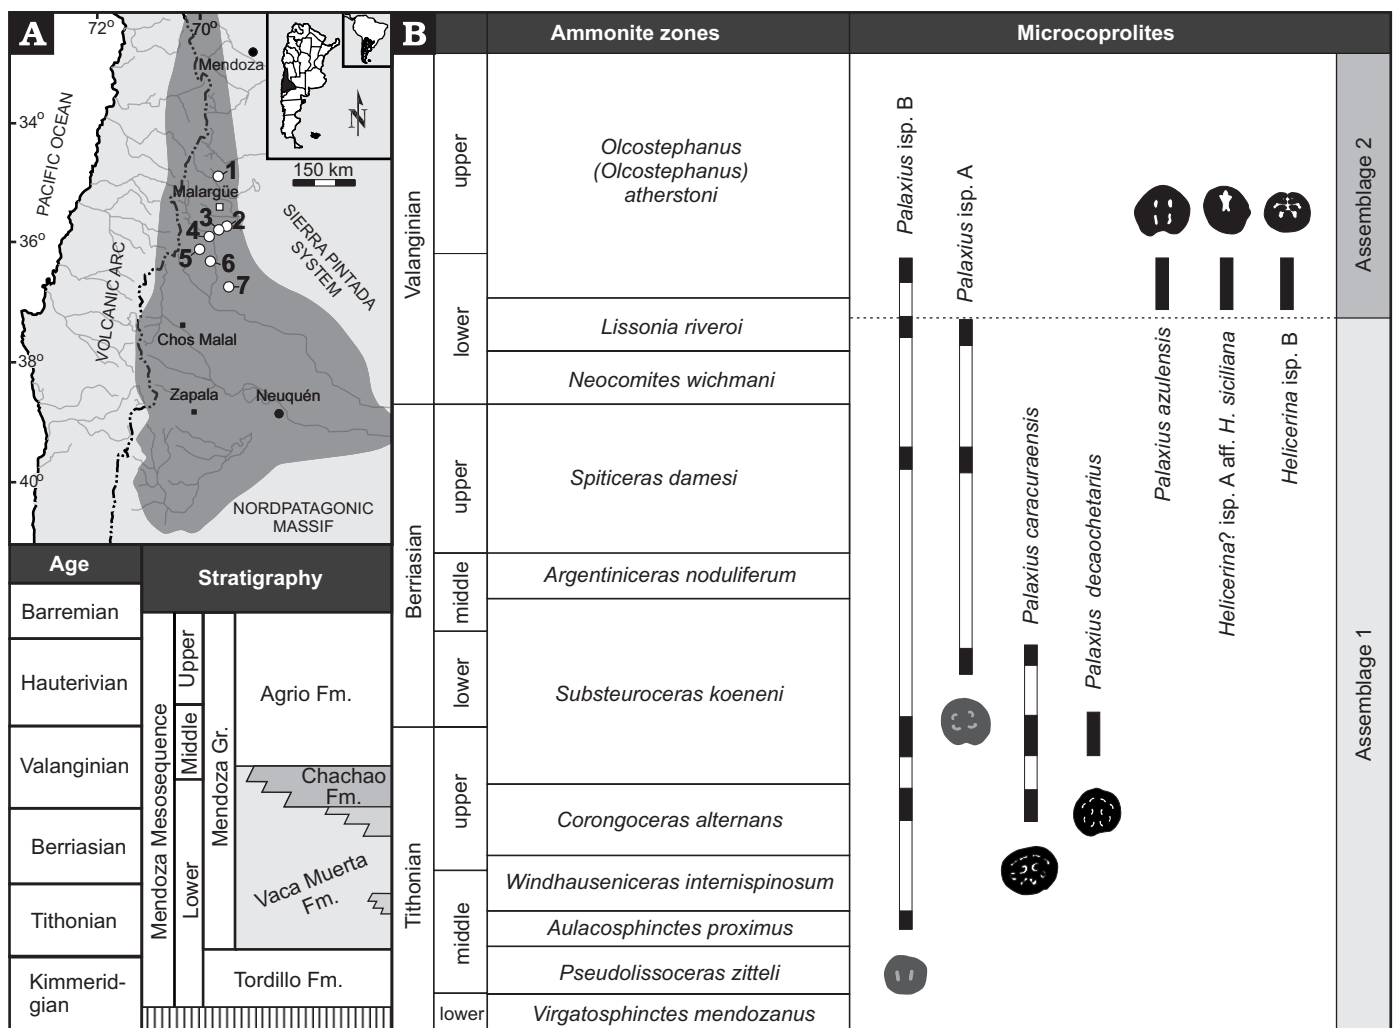 A
72°
70°
Mendoza
34°
36°
38°
40°
PACIFIC OCEAN
VOLCANIC ARC
N
150 km
1
Malargüe
3
2
4
5
6
7
SIERRA PINTADA
SYSTEM
Chos Malal
Zapala
Neuquén
NORDPATAGONIC
MASSIF
Age
Stratigraphy
Barremian
Hauterivian
Valanginian
Berriasian
Tithonian
Kimmerid-
gian
Mendoza Mesosequence
Upper
Middle
Lower
Mendoza Gr.
Agrio Fm.
Chachao
Fm.
Vaca Muerta
Fm.
Tordillo Fm.
B
Ammonite zones
Microcoprolites
Valanginian
upper
lower
Berriasian
upper
middle
lower
Tithonian
upper
middle
lower
Olcostephanus
(Olcostephanus)
atherstoni
Lissonia riveroi
Neocomites wichmani
Spiticeras damesi
Argentiniceras noduliferum
Substeuroceras koeneni
Corongoceras alternans
Windhauseniceras internispinosum
Aulacosphinctes proximus
Pseudolissoceras zitteli
Virgatosphinctes mendozanus
Palaxius isp. B
Palaxius isp. A
Palaxius caracuraensis
Palaxius decaochetarius
Palaxius azulensis
Helicerina? isp. A aff. H. siciliana
Helicerina isp. B
Assemblage 2
Assemblage 1